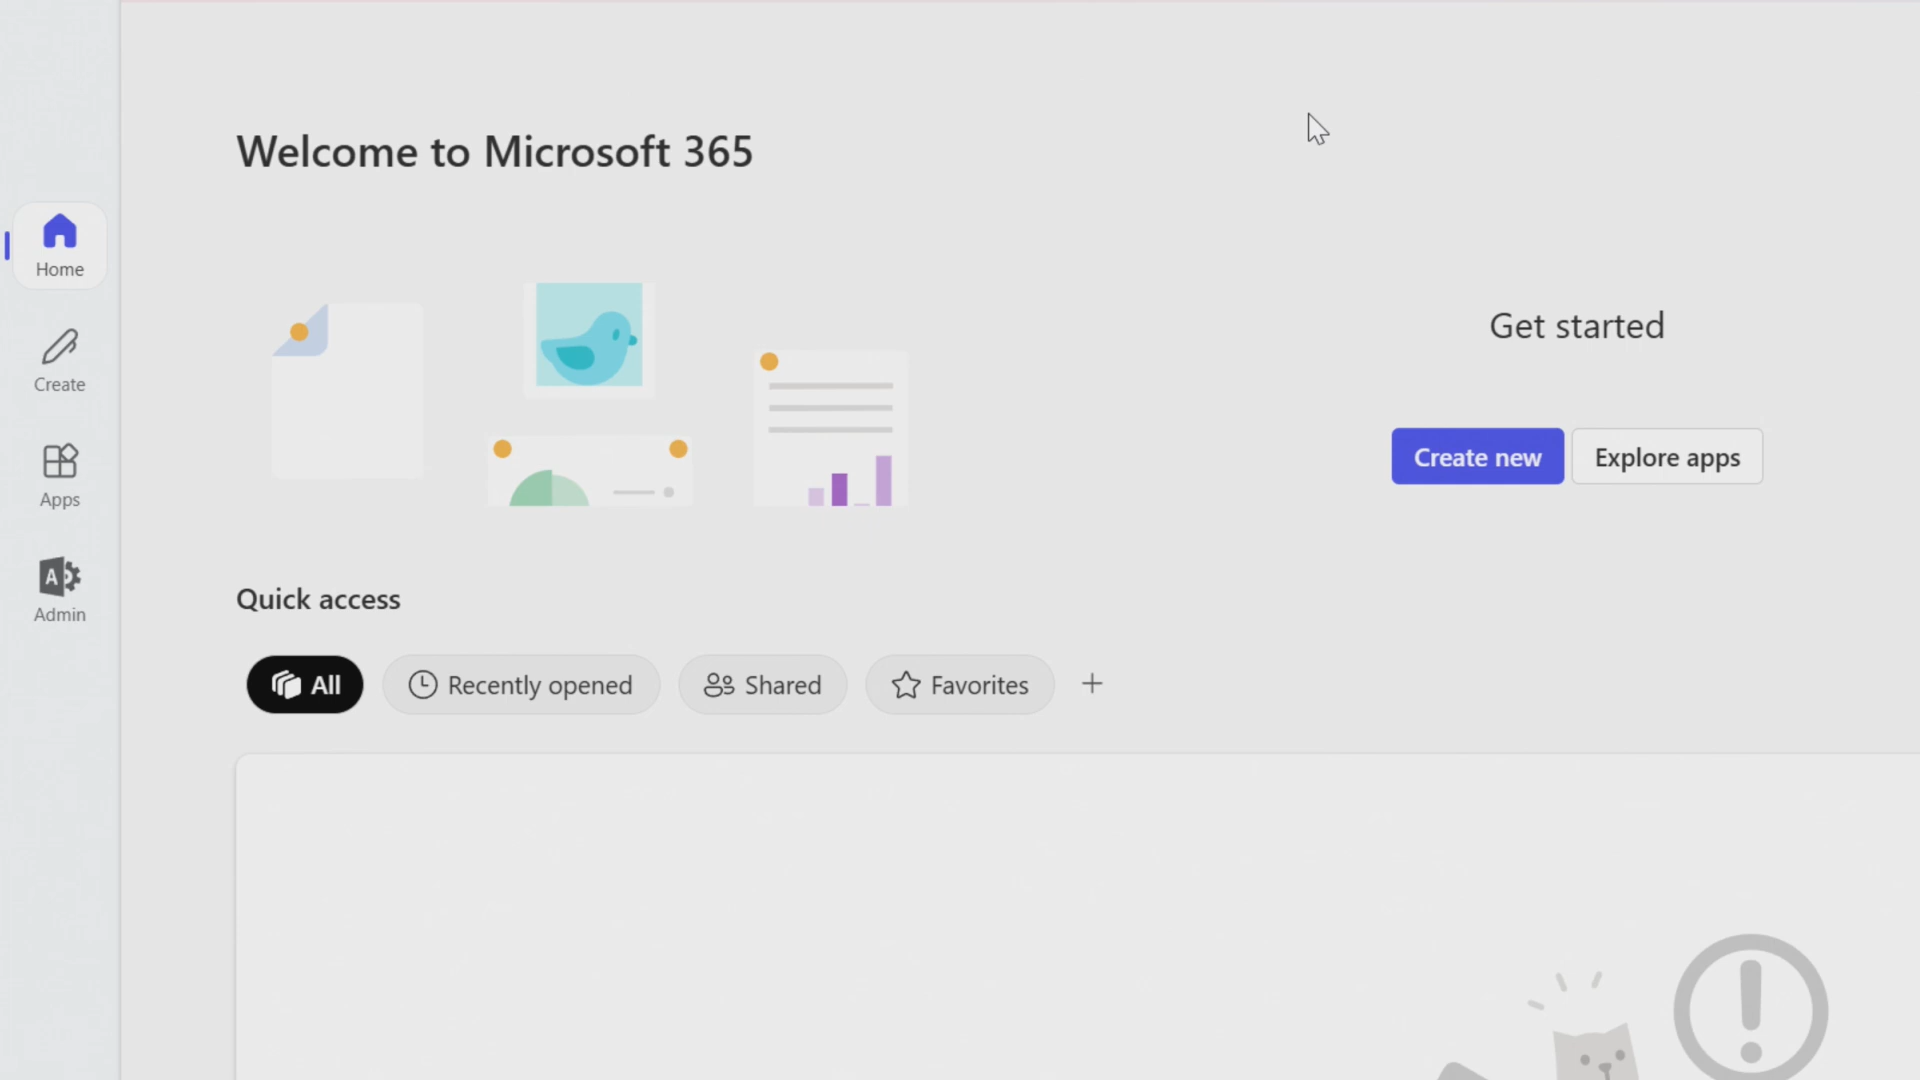 Welcome to Microsoft 365
Home
Create
Apps
A
Admin
Get started
Create new
Explore apps
Quick access
All
Recently opened
Shared
Favorites